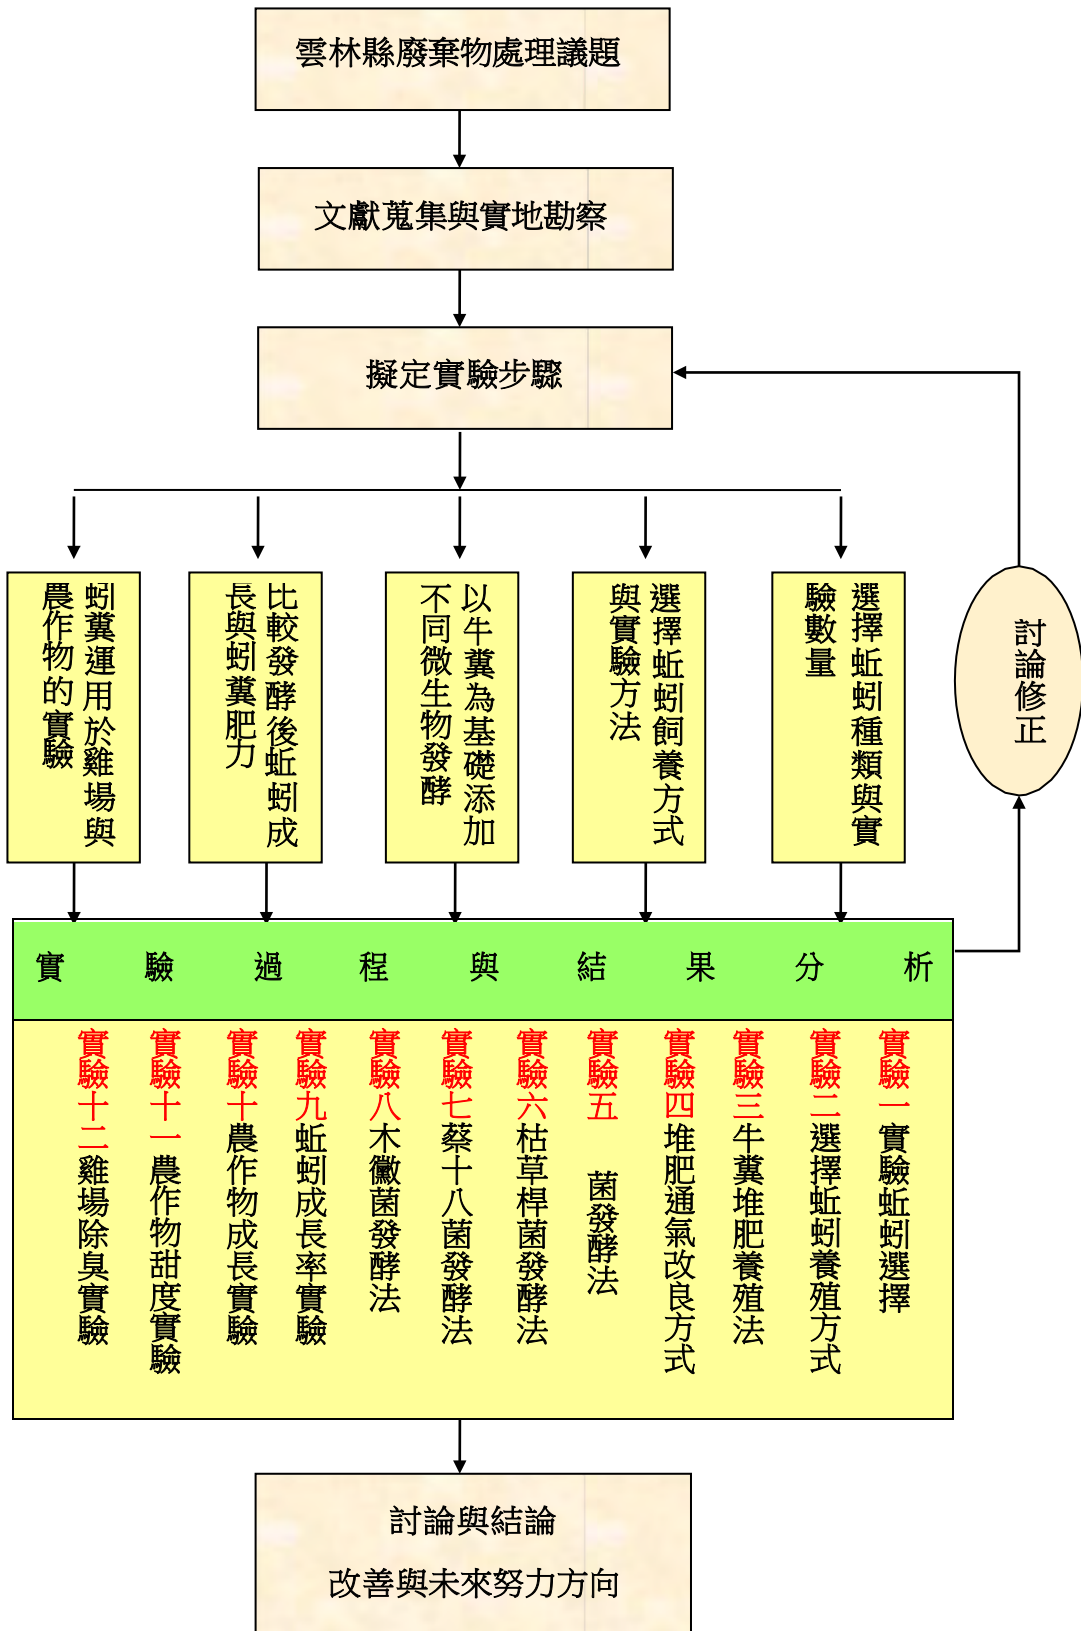 雲林縣廢棄物處理議題
文獻蒐集與實地勘察
擬定實驗步驟
選擇蚯蚓種類與實
驗數量
選擇蚯蚓飼養方式
與實驗方法
以牛糞為基礎添加
不同微生物發酵
比較發酵後蚯蚓成
長與蚓糞肥力
蚓糞運用於雞場與
農作物的實驗
討論修正
實驗過程與結果分析
實驗一實驗蚯蚓選擇
實驗二選擇蚯蚓養殖方式
實驗三牛糞堆肥養殖法
實驗四堆肥通氣改良方式
實驗五 菌發酵法
實驗六枯草桿菌發酵法
實驗七蔡十八菌發酵法
實驗八木黴菌發酵法
實驗九蚯蚓成長率實驗
實驗十農作物成長實驗
實驗十一農作物甜度實驗
實驗十二雞場除臭實驗
討論與結論
改善與未來努力方向